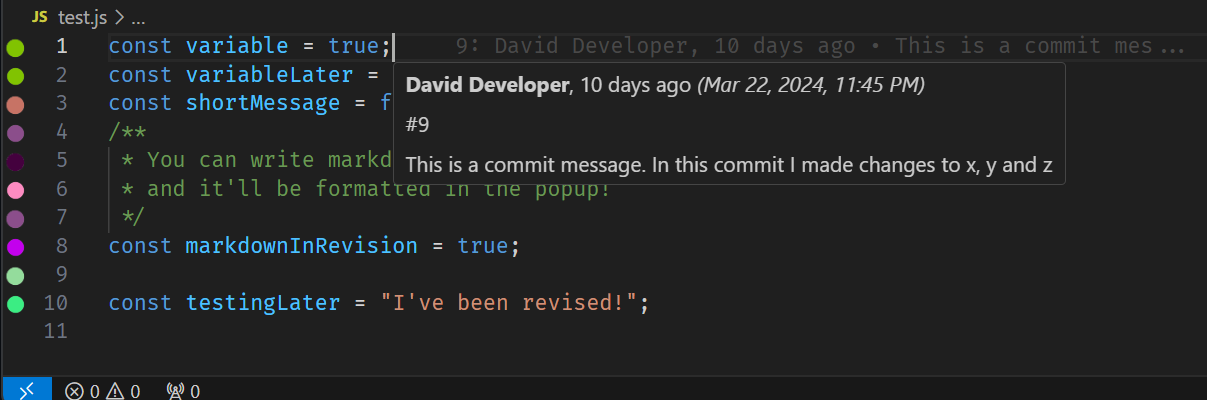 JS test.js > ...
1 const variable = true; 9: David Developer, 10 days ago • This is a commit mes...
2 const variableLater =
David Developer, 10 days ago (Mar 22, 2024, 11:45 PM)
3 const shortMessage = f
#9
4 /**
5 * You can write markd
This is a commit message. In this commit I made changes to x, y and z
6 * and it'll be formatted in the popup!
7 */
8 const markdownInRevision = true;
9
10 const testingLater = "I've been revised!";
11
0 0 0